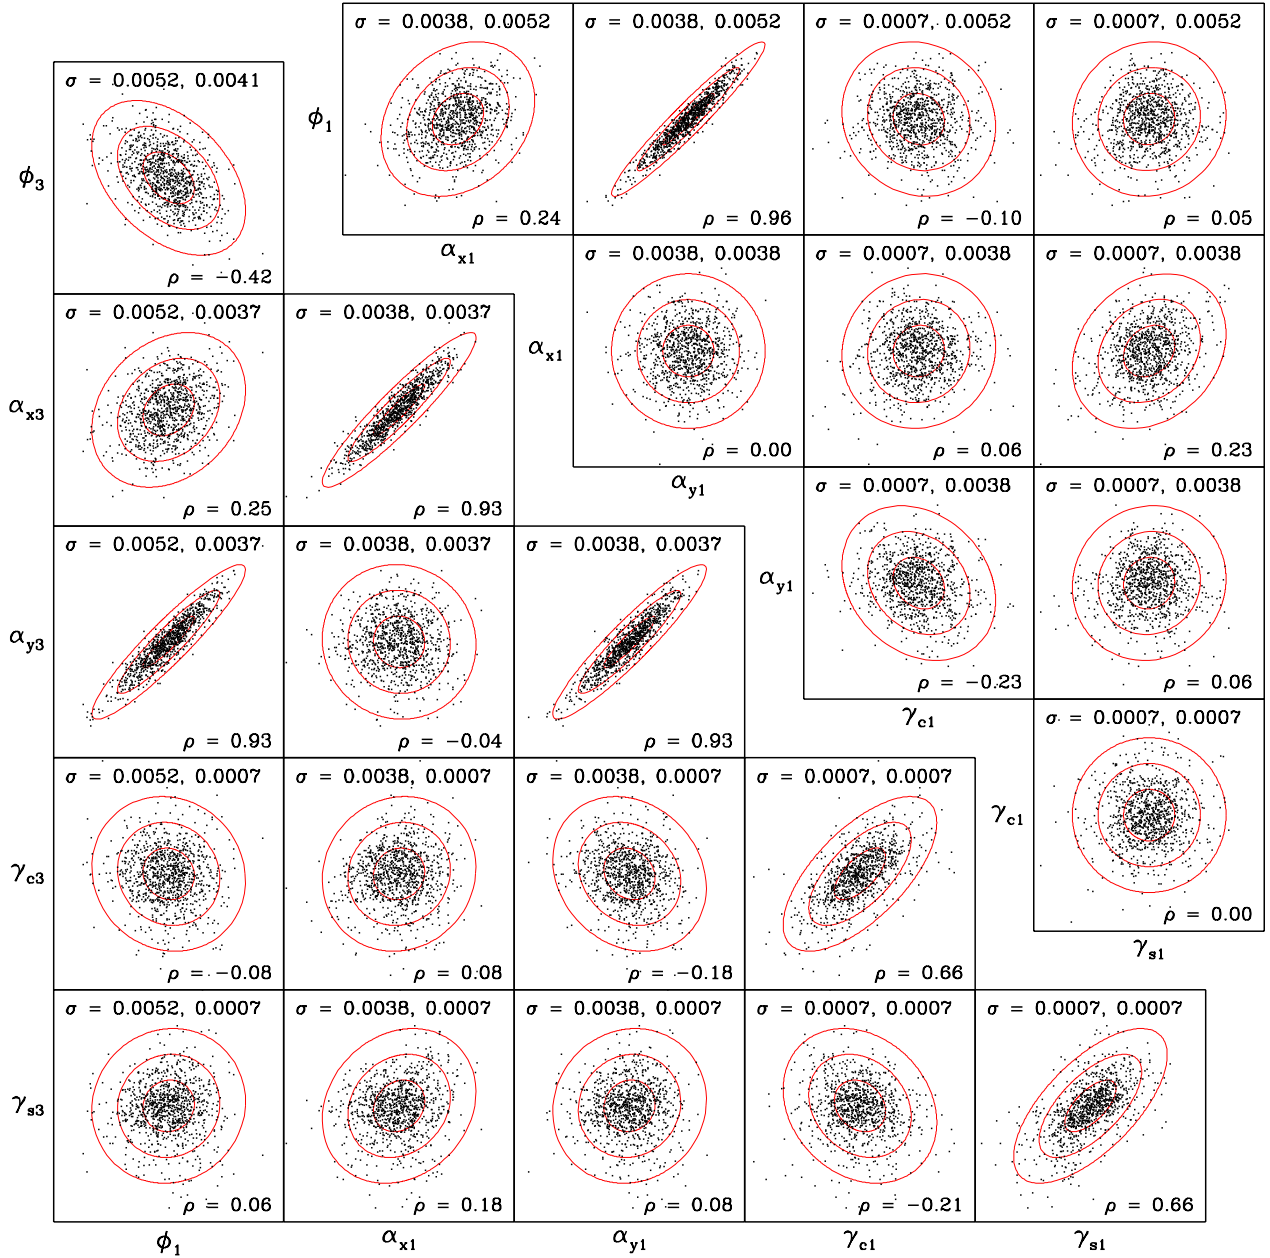 σ = 0.0038, 0.0052
σ = 0.0038, 0.0052
σ = 0.0007, 0.0052
σ = 0.0007, 0.0052
σ = 0.0052, 0.0041
ϕ1
ϕ3
ρ = 0.24
ρ = 0.96
ρ = −0.10
ρ = 0.05
αx1
σ = 0.0038, 0.0038
σ = 0.0007, 0.0038
σ = 0.0007, 0.0038
ρ = −0.42
σ = 0.0052, 0.0037
σ = 0.0038, 0.0037
αx1
αx3
ρ = 0.00
ρ = 0.06
ρ = 0.23
αy1
σ = 0.0007, 0.0038
σ = 0.0007, 0.0038
ρ = 0.25
ρ = 0.93
σ = 0.0052, 0.0037
σ = 0.0038, 0.0037
σ = 0.0038, 0.0037
αy1
αy3
ρ = −0.23
ρ = 0.06
γc1
σ = 0.0007, 0.0007
ρ = 0.93
ρ = −0.04
ρ = 0.93
σ = 0.0052, 0.0007
σ = 0.0038, 0.0007
σ = 0.0038, 0.0007
σ = 0.0007, 0.0007
γc1
γc3
ρ = 0.00
γs1
ρ = −0.08
ρ = 0.08
ρ = −0.18
ρ = 0.66
σ = 0.0052, 0.0007
σ = 0.0038, 0.0007
σ = 0.0038, 0.0007
σ = 0.0007, 0.0007
σ = 0.0007, 0.0007
γs3
ρ = 0.06
ρ = 0.18
ρ = 0.08
ρ = −0.21
ρ = 0.66
ϕ1
αx1
αy1
γc1
γs1